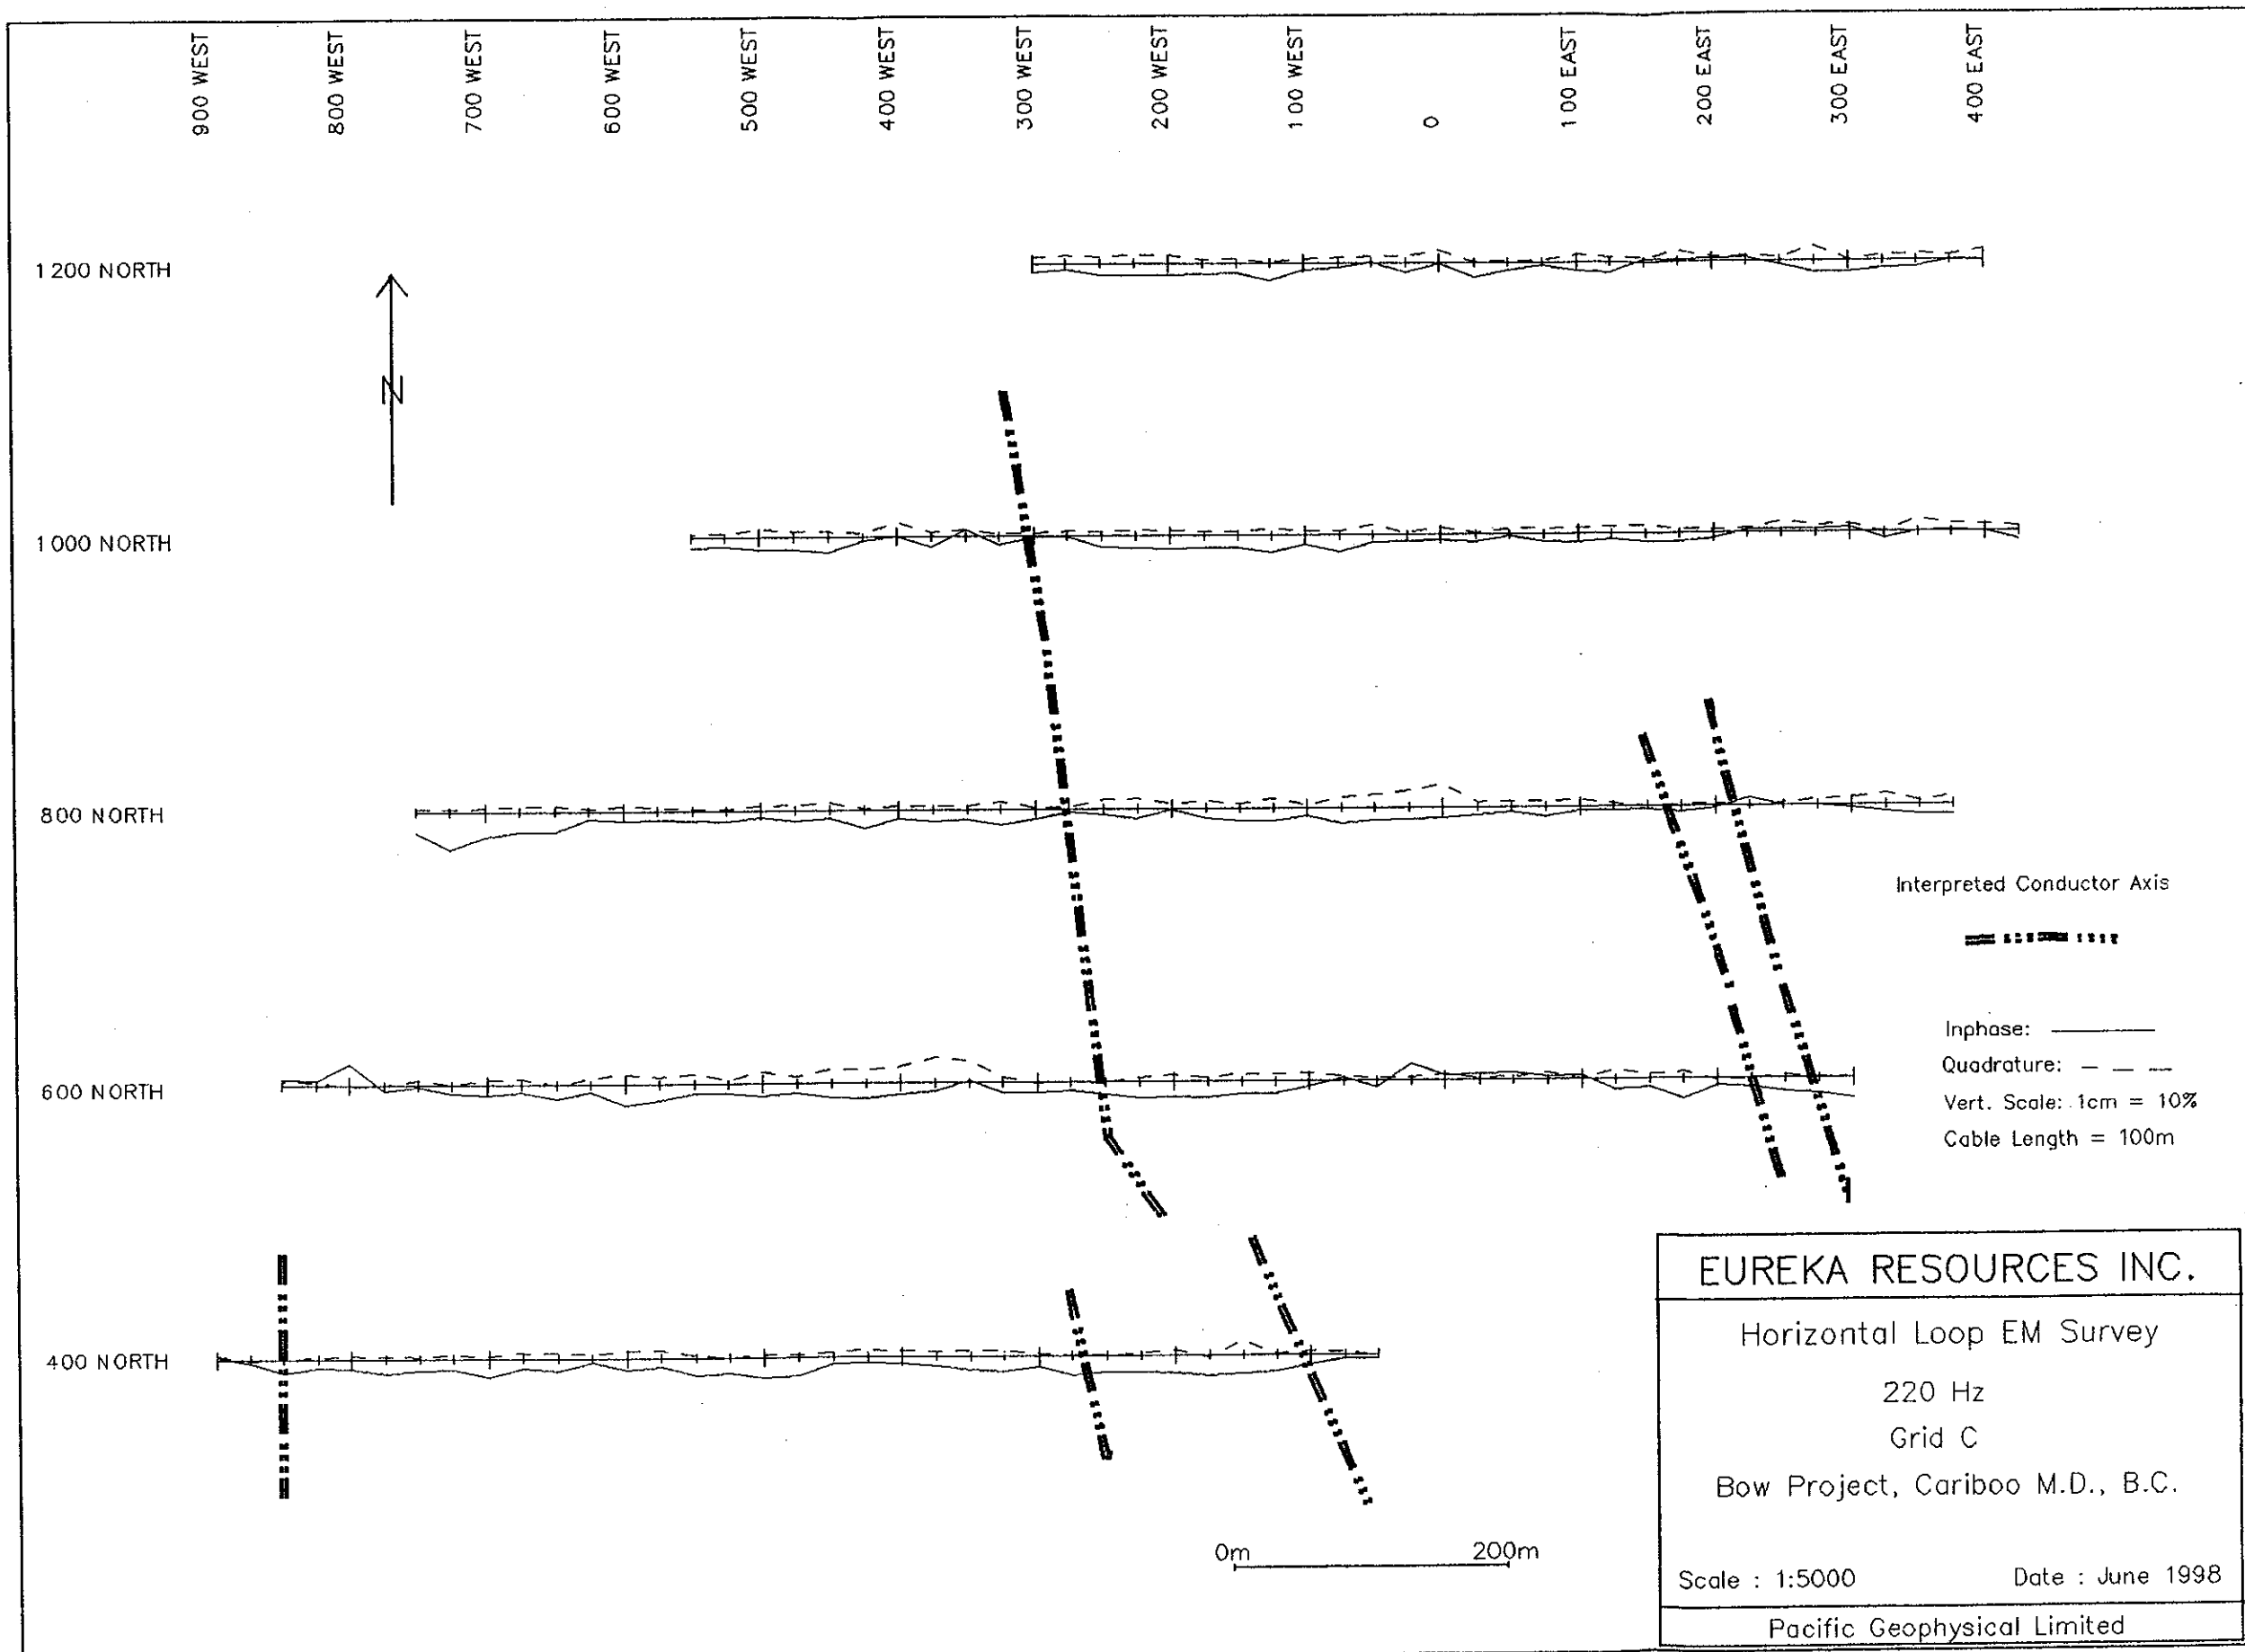 900 WEST
800 WEST
700 WEST
600 WEST
500 WEST
400 WEST
300 WEST
200 WEST
100 WEST
0
100 EAST
200 EAST
300 EAST
400 EAST
1200 NORTH
N
1000 NORTH
800 NORTH
Interpreted Conductor Axis
Inphase:
Quadrature:
600 NORTH
Vert. Scale: 1cm = 10%
Cable Length = 100m
EUREKA RESOURCES INC.
Horizontal Loop EM Survey
400 NORTH
220 Hz
Grid C
Bow Project, Cariboo M.D., B.C.
0m 200m
Scale : 1:5000 Date : June 1998
Pacific Geophysical Limited